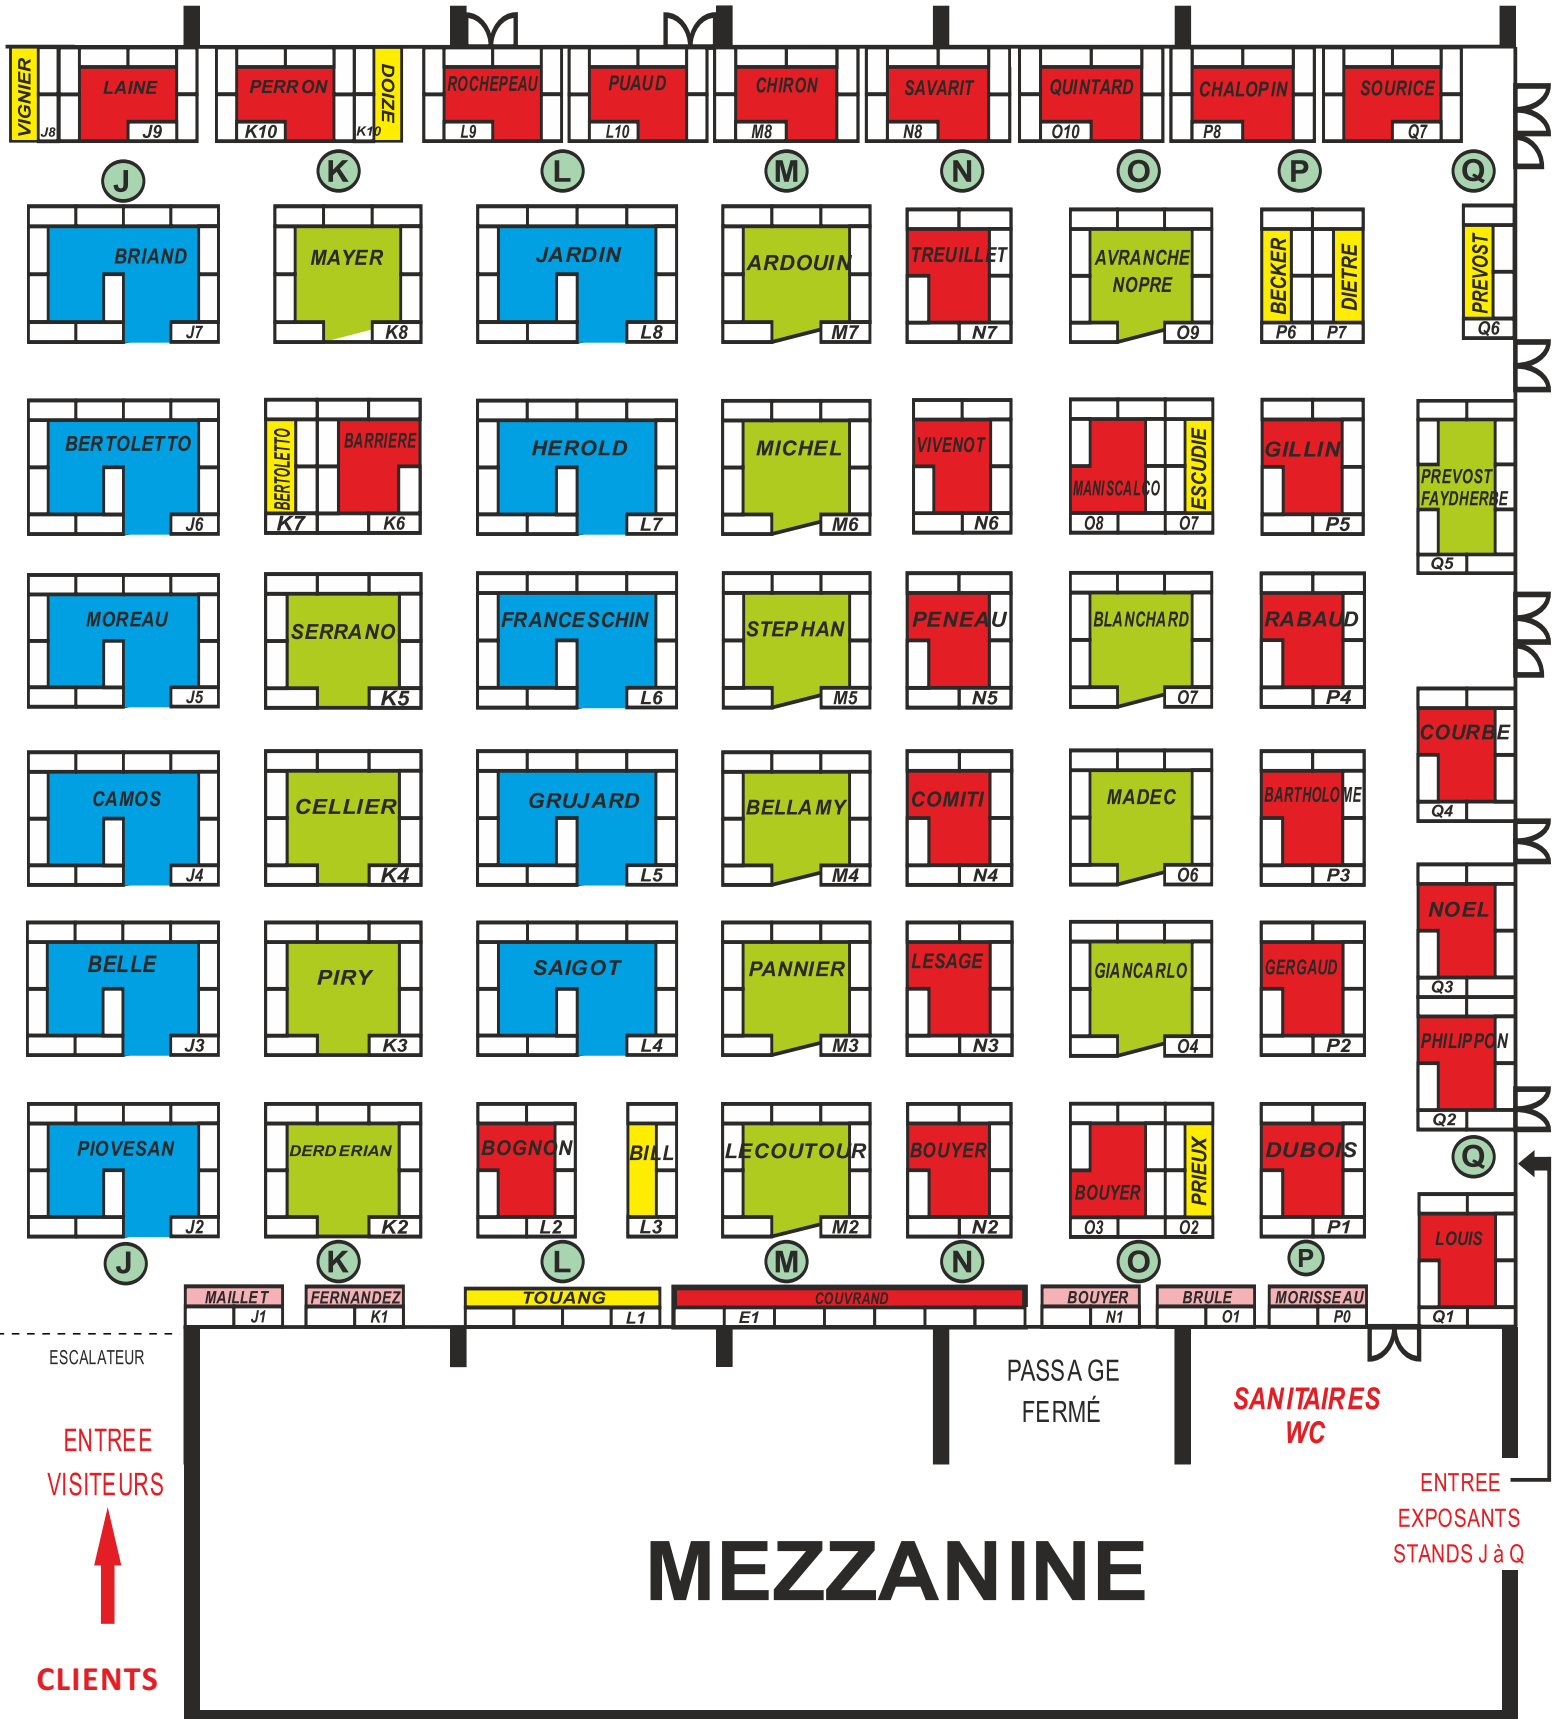 VIGNIER
J8
LAINE
J9
PERRON
K10
K10
DOIZE
ROCHEPEAU
L9
PUAUD
L10
CHIRON
M8
SAVARIT
N8
QUINTARD
O10
CHALOPIN
P8
SOURICE
Q7
J
K
L
M
N
O
P
Q
BRIAND
J7
MAYER
K8
JARDIN
L8
ARDOUIN
M7
TREUILLET
N7
AVRANCHE
NOPRE
O9
BECKER
P6
DIETRE
P7
PREVOST
Q6
BERTOLETTO
J6
BERTOLETTO
K7
BARRIERE
K6
HEROLD
L7
MICHEL
M6
VIVENOT
N6
MANISCALCO
O8
ESCUDIE
O7
GILLIN
P5
PREVOST
FAYDHERBE
Q5
MOREAU
J5
SERRANO
K5
FRANCESCHIN
L6
STEPHAN
M5
PENEAU
N5
BLANCHARD
O7
RABAUD
P4
COURBE
Q4
CAMOS
J4
CELLIER
K4
GRUJARD
L5
BELLAMY
M4
COMITI
N4
MADEC
O6
BARTHOLOME
P3
NOEL
Q3
BELLE
J3
PIRY
K3
SAIGOT
L4
PANNIER
M3
LESAGE
N3
GIANCARLO
O4
GERGAUD
P2
PHILIPPON
Q2
PIOVESAN
J2
DERDERIAN
K2
BOGNON
L2
BILL
L3
LECOUTOUR
M2
BOUYER
N2
BOUYER
O3
PRIEUX
O2
DUBOIS
P1
Q
LOUIS
Q1
J
K
L
M
N
O
P
MAILLET
J1
FERNANDEZ
K1
TOUANG
L1
COUVRAND
E1
BOUYER
N1
BRULE
O1
MORISSEAU
P0
ESCALATEUR
PASSAGE
FERMÉ
SANITAIRES
WC
ENTREE
VISITEURS
ENTREE
EXPOSANTS
STANDS J à Q
MEZZANINE
CLIENTS